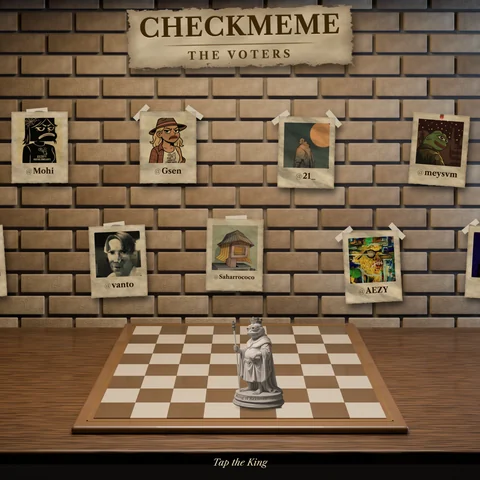 CHECKMEME
THE VOTERS
@Mohi
@Gsen
@21_
@meysvm
@vanto
@Saharrococo
@AEZY
Tap the King